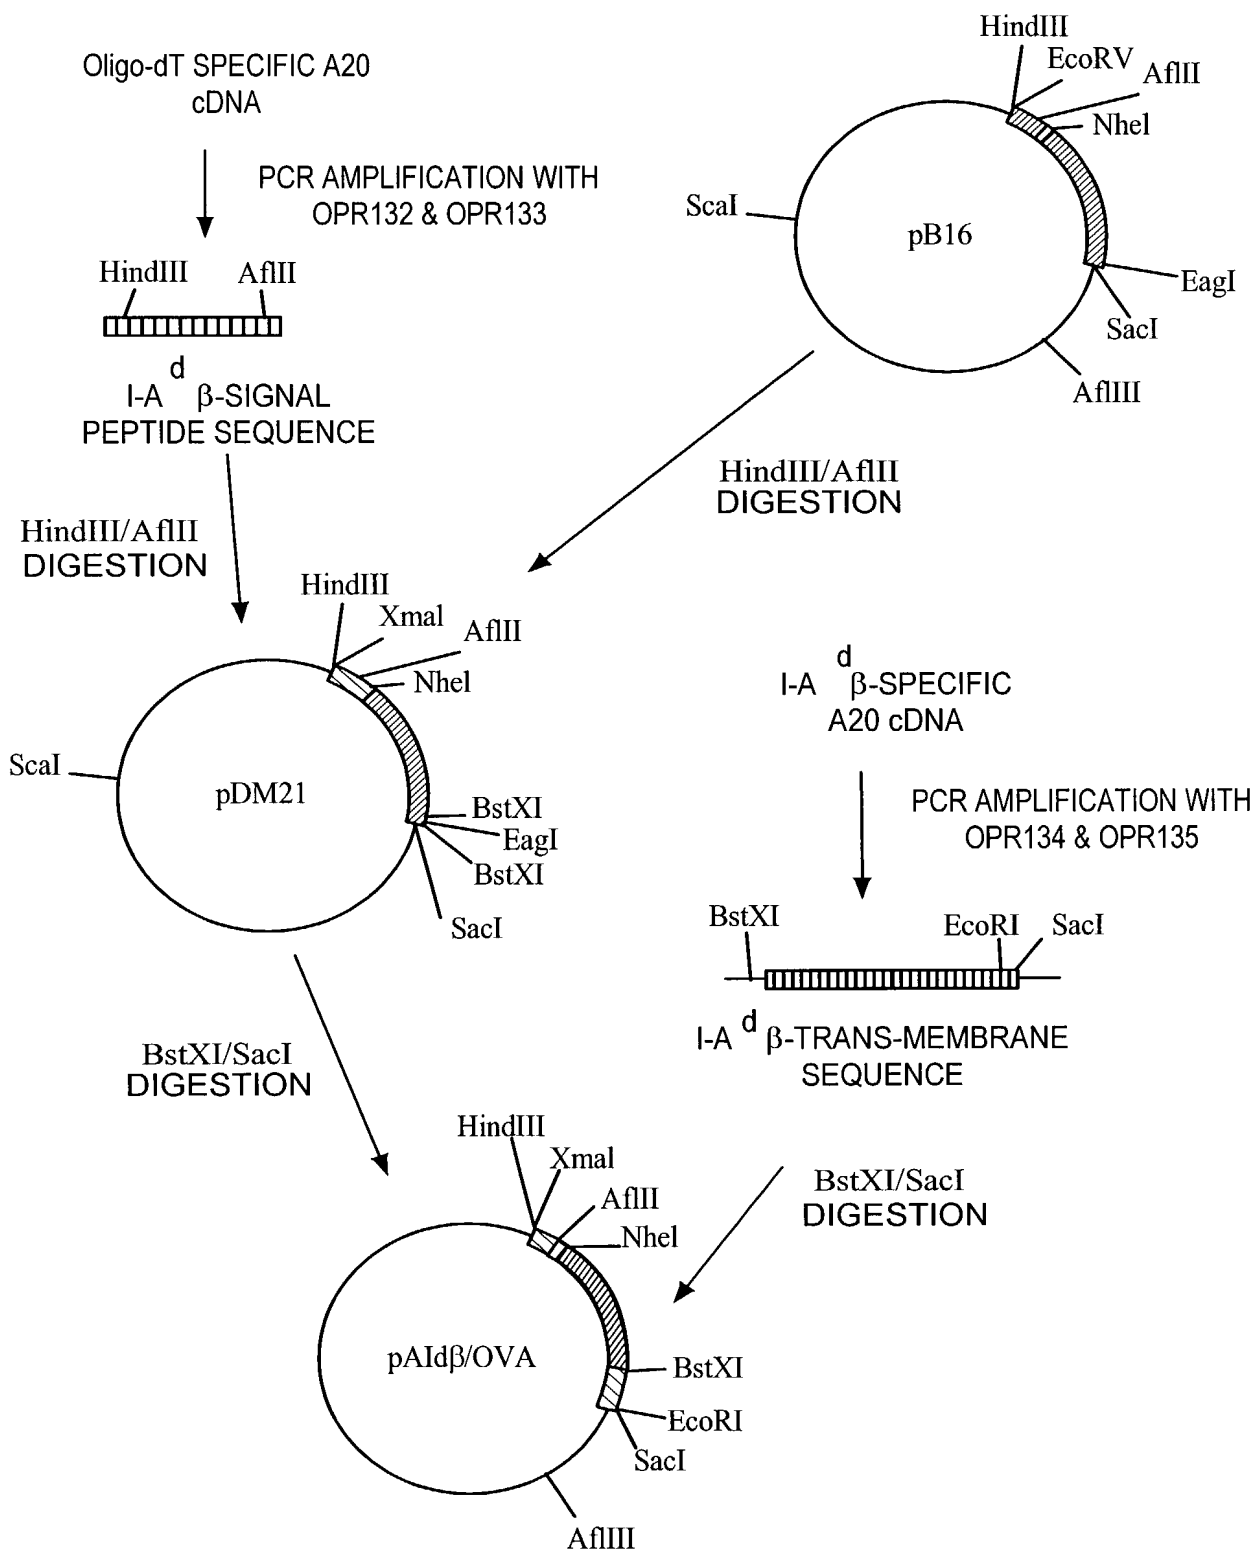 Oligo-dT SPECIFIC A20
cDNA
PCR AMPLIFICATION WITH
OPR132 & OPR133
HindIII
AflII
d
I-A β-SIGNAL
PEPTIDE SEQUENCE
HindIII/AflII
DIGESTION
HindIII
EcoRV
AflII
NheI
ScaI
pB16
EagI
SacI
AflIII
HindIII/AflII
DIGESTION
HindIII
XmaI
AflII
NheI
ScaI
pDM21
BstXI
EagI
BstXI
SacI
d
I-A β-SPECIFIC
A20 cDNA
PCR AMPLIFICATION WITH
OPR134 & OPR135
BstXI
EcoRI
SacI
I-A d β-TRANS-MEMBRANE
SEQUENCE
BstXI/SacI
DIGESTION
BstXI/SacI
DIGESTION
HindIII
XmaI
AflII
NheI
pAIdβ/OVA
BstXI
EcoRI
SacI
AflIII